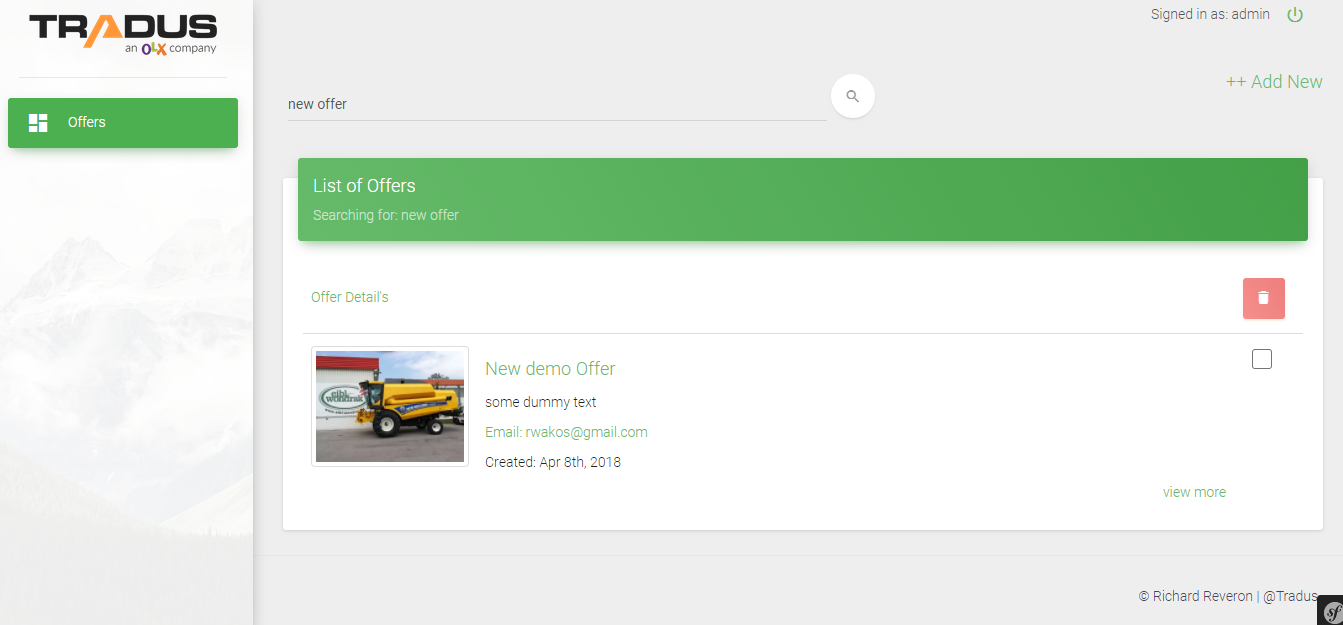 TRADUS
an OLX company
Signed in as: admin
Offers
new offer
++ Add New
List of Offers
Searching for: new offer
Offer Detail's
New demo Offer
some dummy text
Email: rwakos@gmail.com
Created: Apr 8th, 2018
view more
© Richard Reveron | @Tradus
sf